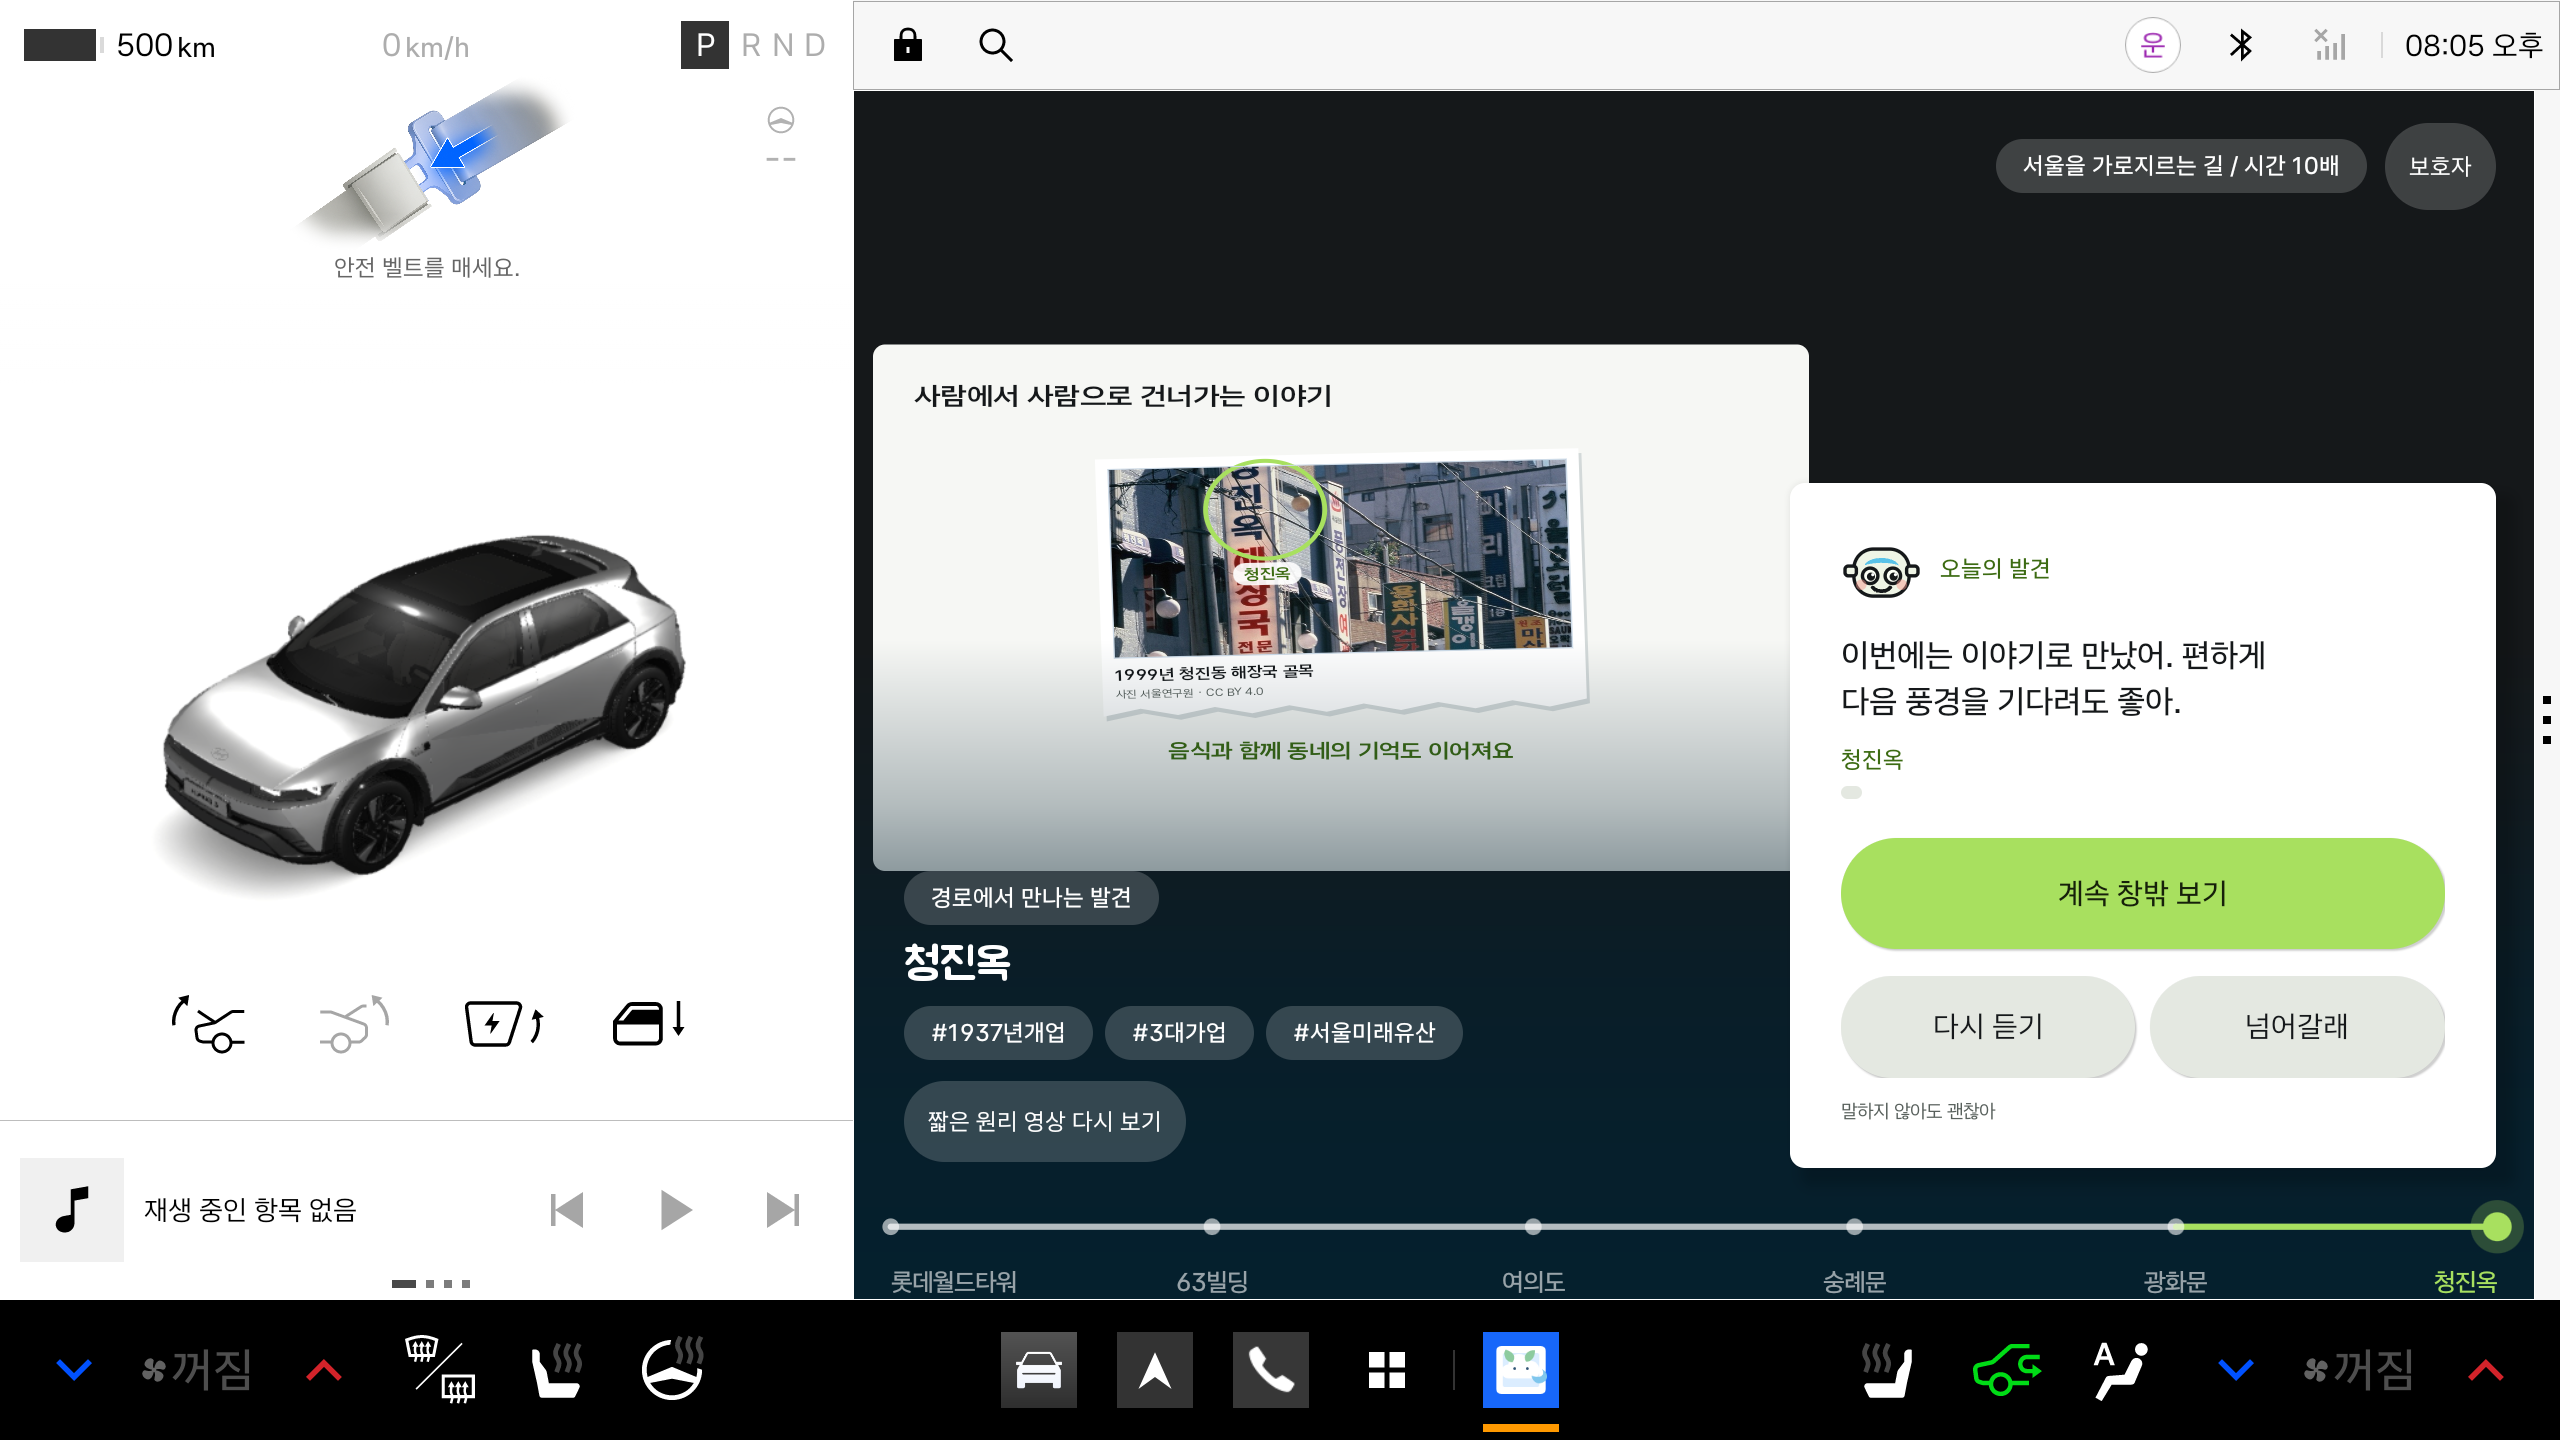 500 km
0 km/h
P R N D
08:05 오후
운
안전 벨트를 매세요.
서울을 가로지르는 길 / 시간 10배
보호자
사람에서 사람으로 건너가는 이야기
청진옥
해장국
전문
청진옥
1999년 청진동 해장국 골목
사진 서울연구원 · CC BY 4.0
음식과 함께 동네의 기억도 이어져요
오늘의 발견
이번에는 이야기로 만났어. 편하게
다음 풍경을 기다려도 좋아.
청진옥
계속 창밖 보기
다시 듣기
넘어갈래
말하지 않아도 괜찮아
경로에서 만나는 발견
청진옥
#1937년개업
#3대가업
#서울미래유산
짧은 원리 영상 다시 보기
롯데월드타워
63빌딩
여의도
숭례문
광화문
청진옥
재생 중인 항목 없음
꺼짐
A
꺼짐